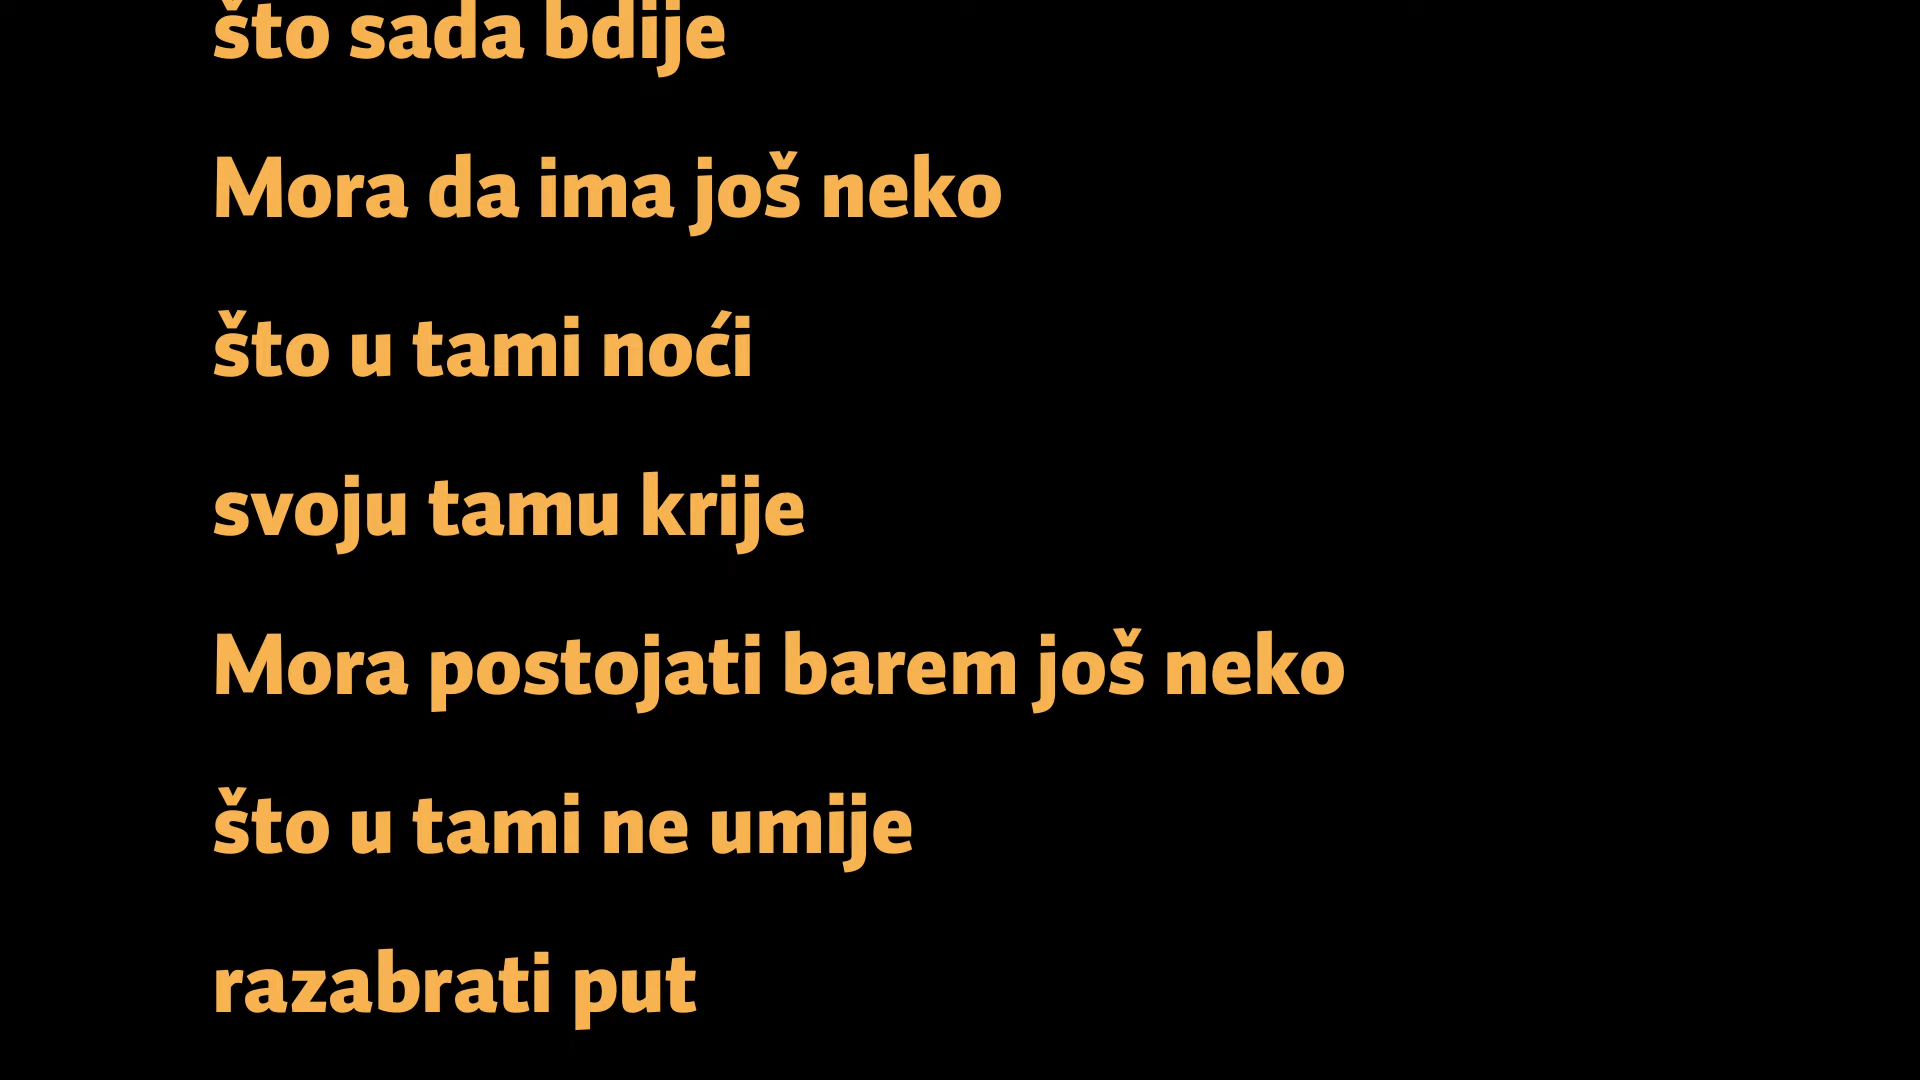 što sada bdije
Mora da ima još neko
što u tami noći
svoju tamu krije
Mora postojati barem još neko
što u tami ne umije
razabrati put